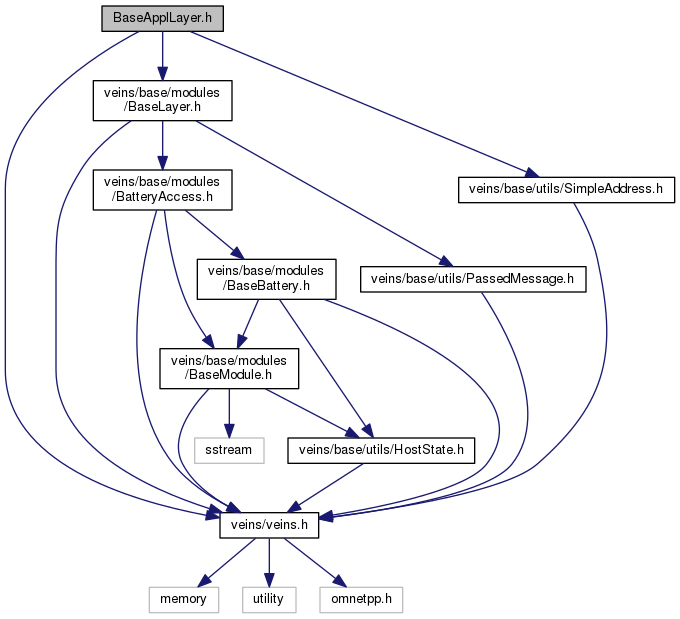 BaseApplLayer.h
veins/base/modules
/BaseLayer.h
veins/base/modules
/BatteryAccess.h
veins/base/utils/SimpleAddress.h
veins/base/modules
/BaseBattery.h
veins/base/utils/PassedMessage.h
veins/base/modules
/BaseModule.h
sstream
veins/base/utils/HostState.h
veins/veins.h
memory
utility
omnetpp.h